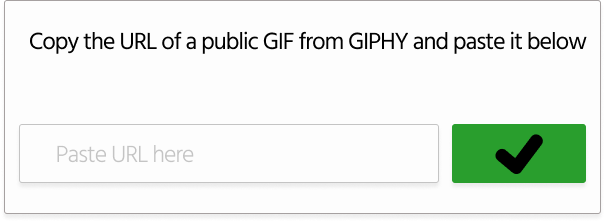 Copy the URL of a public GIF from GIPHY and paste it below
Paste URL here